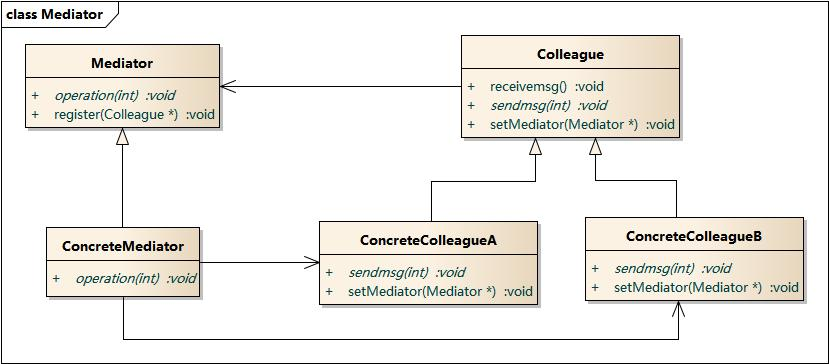 class Mediator
Mediator
+ operation(int) :void
+ register(Colleague *) :void
Colleague
+ receivemsg() :void
+ sendmsg(int) :void
+ setMediator(Mediator *) :void
ConcreteMediator
+ operation(int) :void
ConcreteColleagueA
+ sendmsg(int) :void
+ setMediator(Mediator *) :void
ConcreteColleagueB
+ sendmsg(int) :void
+ setMediator(Mediator *) :void